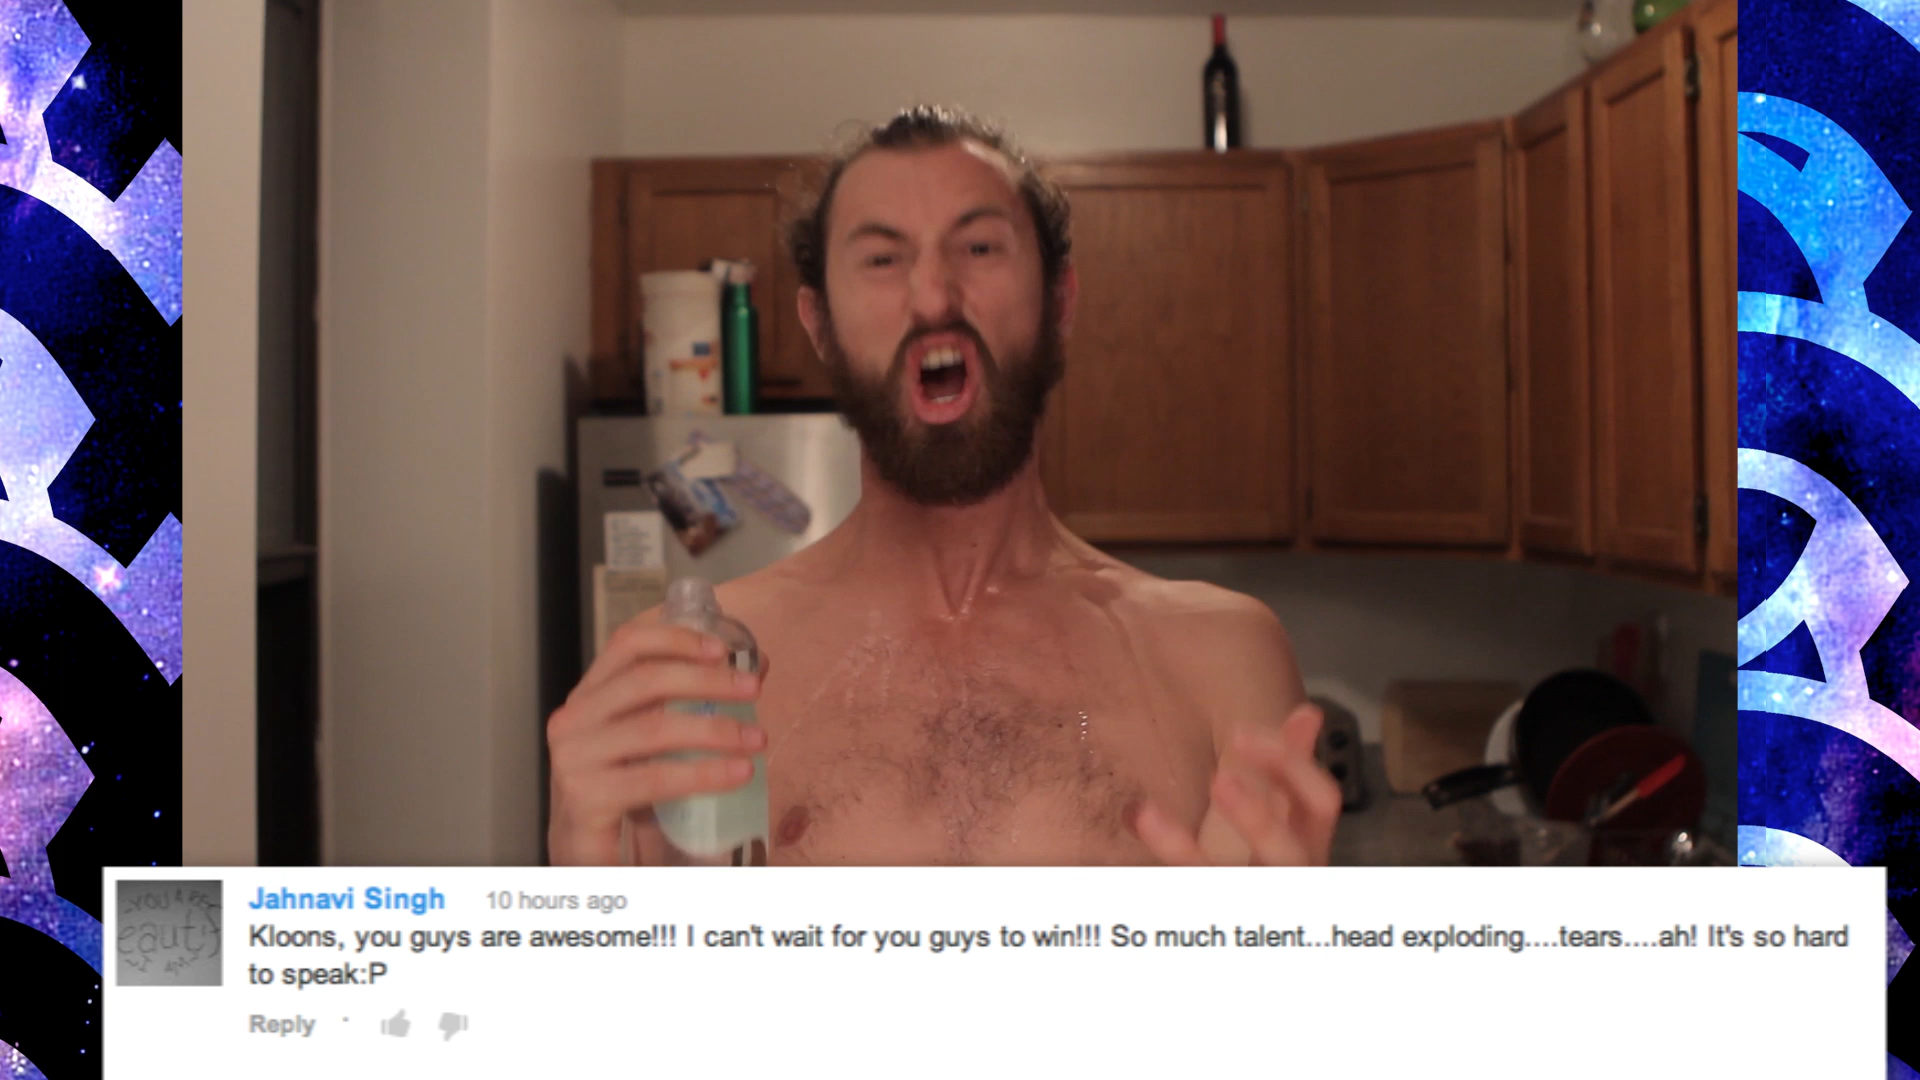 Jahnavi Singh 10 hours ago
Kloons, you guys are awesome!!! I can't wait for you guys to win!!! So much talent...head exploding....tears....ah! It's so hard
to speak:P
Reply ·